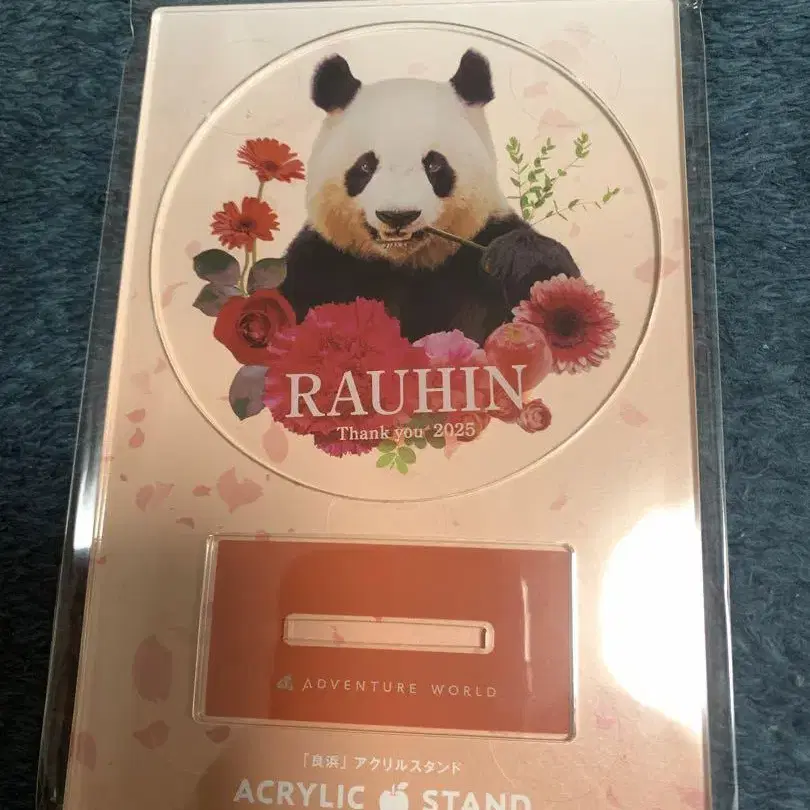 RAUHIN
Thank you 2025
ADVENTURE WORLD
「良浜」アクリルスタンド
ACRYLIC STAND